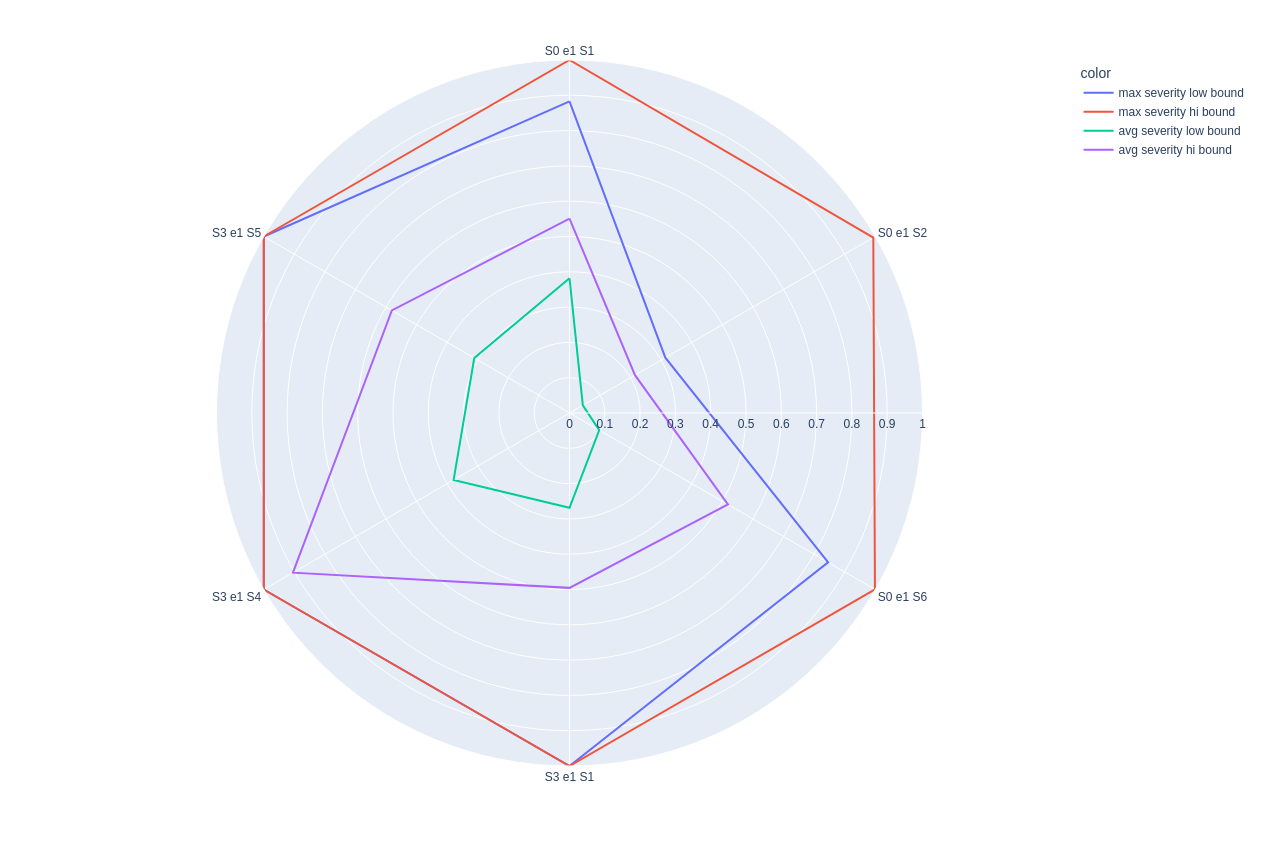 S0 e1 S1
color
max severity low bound
max severity hi bound
avg severity low bound
avg severity hi bound
S3 e1 S5
S0 e1 S2
0 0.1 0.2 0.3 0.4 0.5 0.6 0.7 0.8 0.9 1
S3 e1 S4
S0 e1 S6
S3 e1 S1